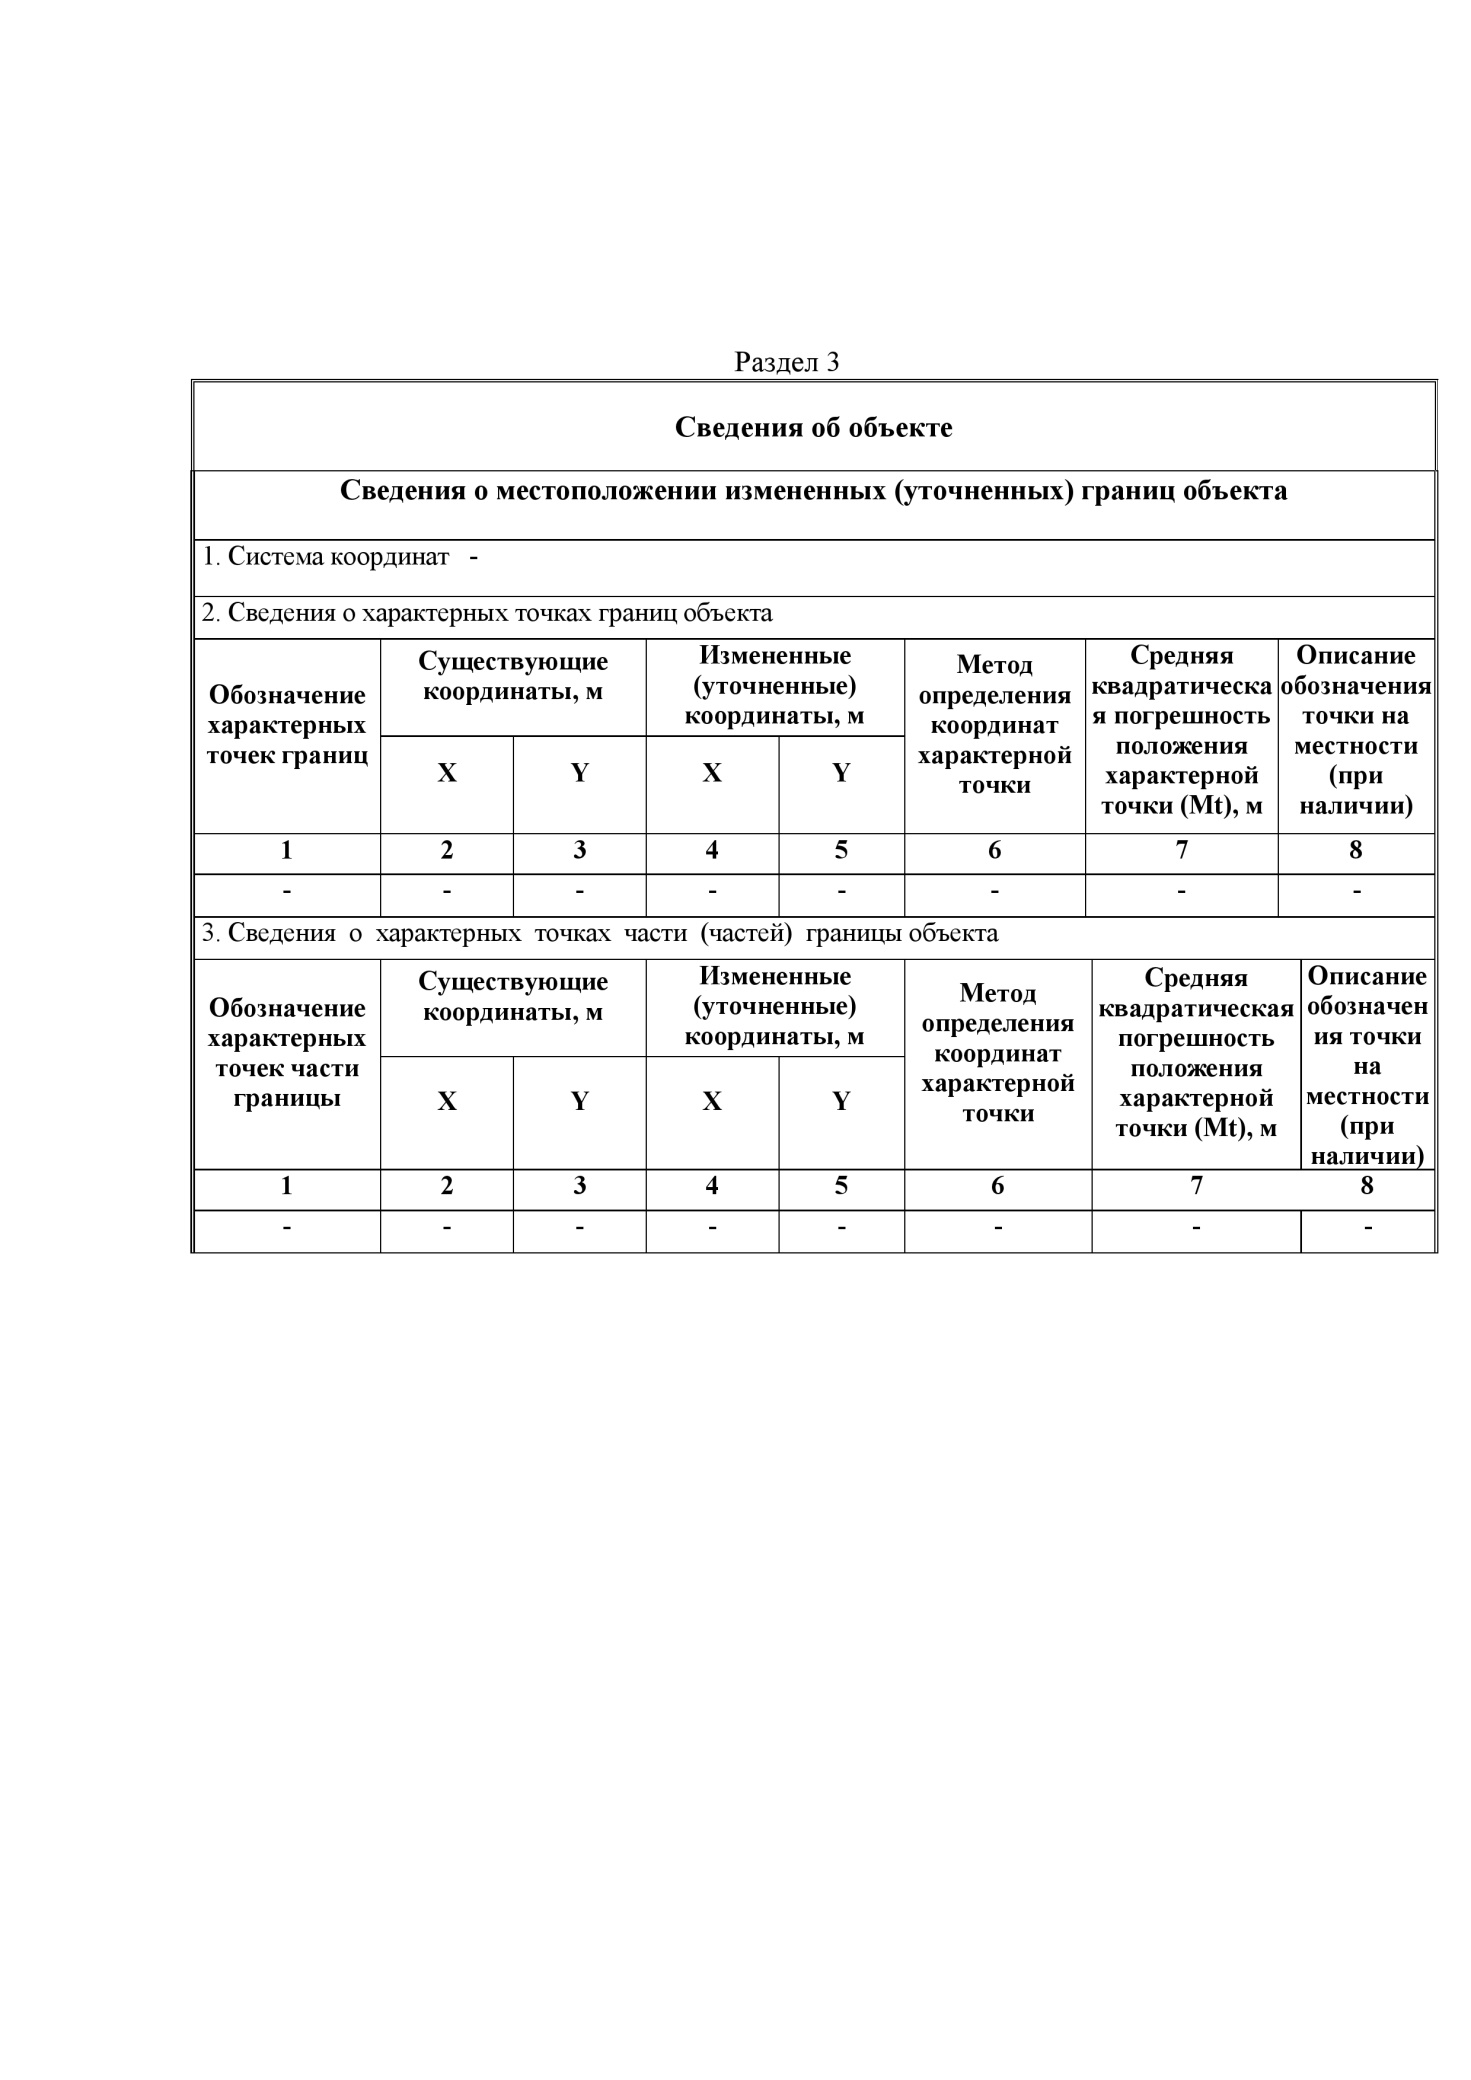 Раздел 3
Сведения об объекте
Сведения о местоположении измененных (уточненных) границ объекта
1. Система координат -
2. Сведения о характерных точках границ объекта
Обозначение
характерных
точек границ
Существующие
координаты, м
X Y
Измененные
(уточненные)
координаты, м
X Y
Метод
определения
координат
характерной
точки
Средняя
квадратическа
я погрешность
положения
характерной
точки (Mt), м
Описание
обозначения
точки на
местности
(при
наличии)
1 2 3 4 5 6 7 8
- - - - - - - -
3. Сведения о характерных точках части (частей) границы объекта
Обозначение
характерных
точек части
границы
Существующие
координаты, м
X Y
Измененные
(уточненные)
координаты, м
X Y
Метод
определения
координат
характерной
точки
Средняя
квадратическая
погрешность
положения
характерной
точки (Mt), м
Описание
обозначен
ия точки
на
местности
(при
наличии)
1 2 3 4 5 6 7 8
- - - - - - - -